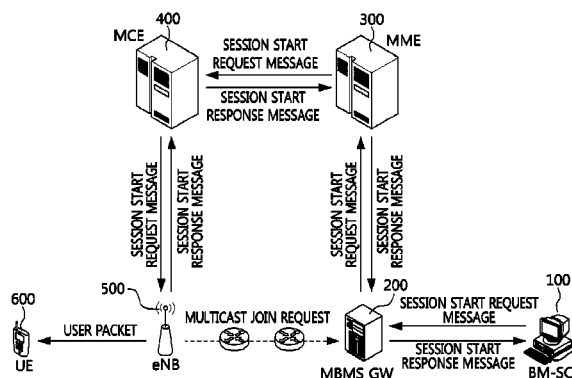 400
MCE
300
MME
SESSION START
REQUEST MESSAGE
SESSION START
RESPONSE MESSAGE
SESSION START
REQUEST MESSAGE
SESSION START
RESPONSE MESSAGE
SESSION START
REQUEST MESSAGE
SESSION START
RESPONSE MESSAGE
600
UE
USER PACKET
500
eNB
MULTICAST JOIN REQUEST
200
MBMS GW
SESSION START REQUEST
MESSAGE
SESSION START
RESPONSE MESSAGE
100
BM-SC